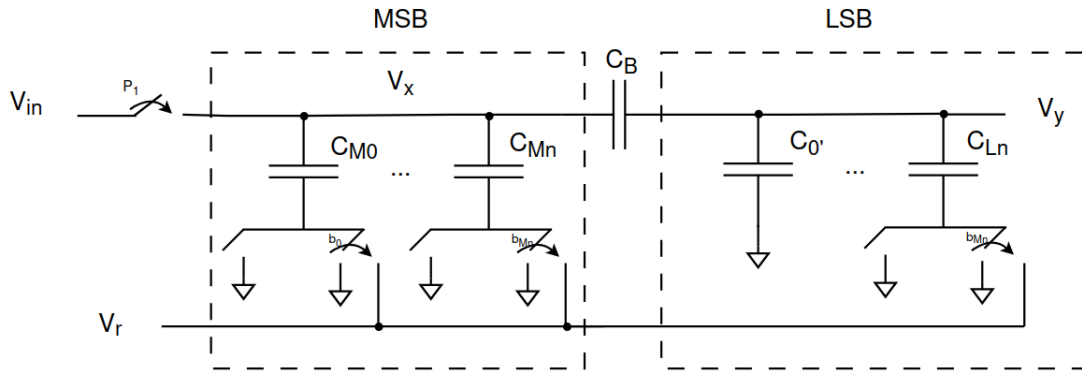 MSB LSB
C_B
V_in P_1 V_x V_y
C_M0 ... C_Mn C_0' ... C_Ln
b_0 b_Mn b_Mn
V_r